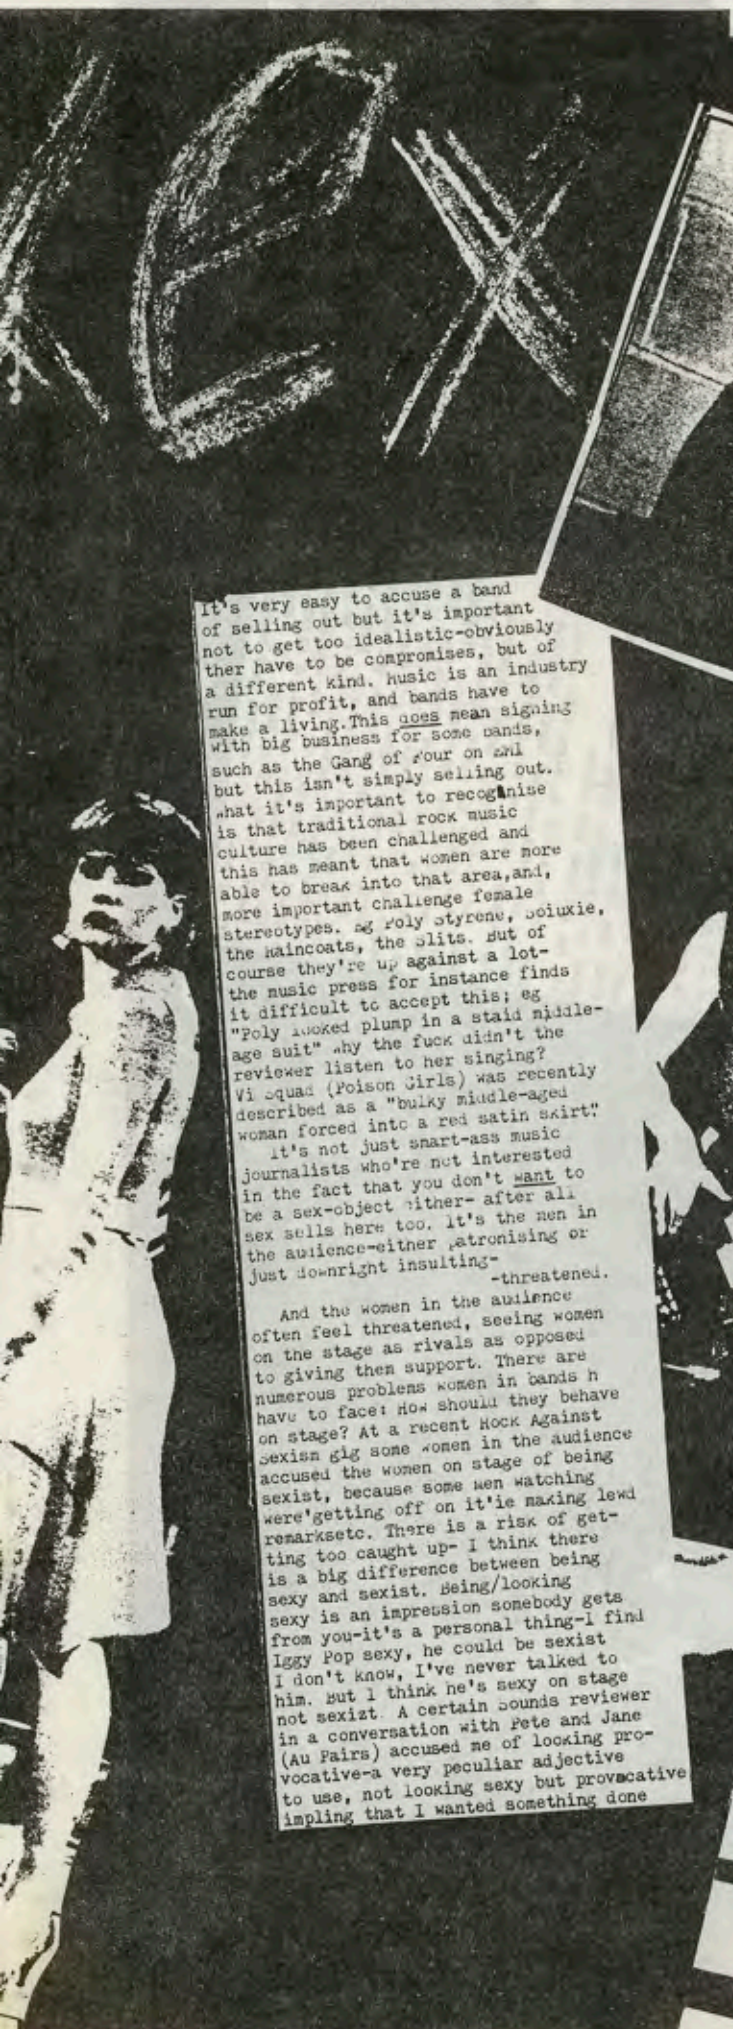 EX
It's very easy to accuse a band
of selling out but it's important
not to get too idealistic-obviously
ther have to be compromises, but of
a different kind. Music is an industry
run for profit, and bands have to
make a living.This does mean signing
with big business for some bands,
such as the Gang of Four on EMI
but this isn't simply selling out.
What it's important to recognise
is that traditional rock music
culture has been challenged and
this has meant that women are more
able to break into that area,and,
more important challenge female
stereotypes. eg Poly Styrene, Soiuxie,
the Raincoats, the Slits. But of
course they're up against a lot-
the music press for instance finds
it difficult to accept this; eg
"Poly looked plump in a staid middle-
age suit" Why the fuck didn't the
reviewer listen to her singing?
Vi Squad (Poison Girls) was recently
described as a "bulky middle-aged
woman forced into a red satin skirt."
It's not just smart-ass music
journalists who're not interested
in the fact that you don't want to
be a sex-object either- after all
sex sells here too. It's the men in
the audience-either patronising or
just downright insulting-
-threatened.
And the women in the audience
often feel threatened, seeing women
on the stage as rivals as opposed
to giving them support. There are
numerous problems women in bands h
have to face: How should they behave
on stage? At a recent Rock Against
Sexism gig some women in the audience
accused the women on stage of being
sexist, because some men watching
were'getting off on it'ie making lewd
remarksetc. There is a risk of get-
ting too caught up- I think there
is a big difference between being
sexy and sexist. Being/looking
sexy is an impression somebody gets
from you-it's a personal thing-I find
Iggy Pop sexy, he could be sexist
I don't know, I've never talked to
him. But I think he's sexy on stage
not sexizt. A certain Sounds reviewer
in a conversation with Pete and Jane
(Au Pairs) accused me of looking pro-
vocative-a very peculiar adjective
to use, not looking sexy but provacative
impling that I wanted something done